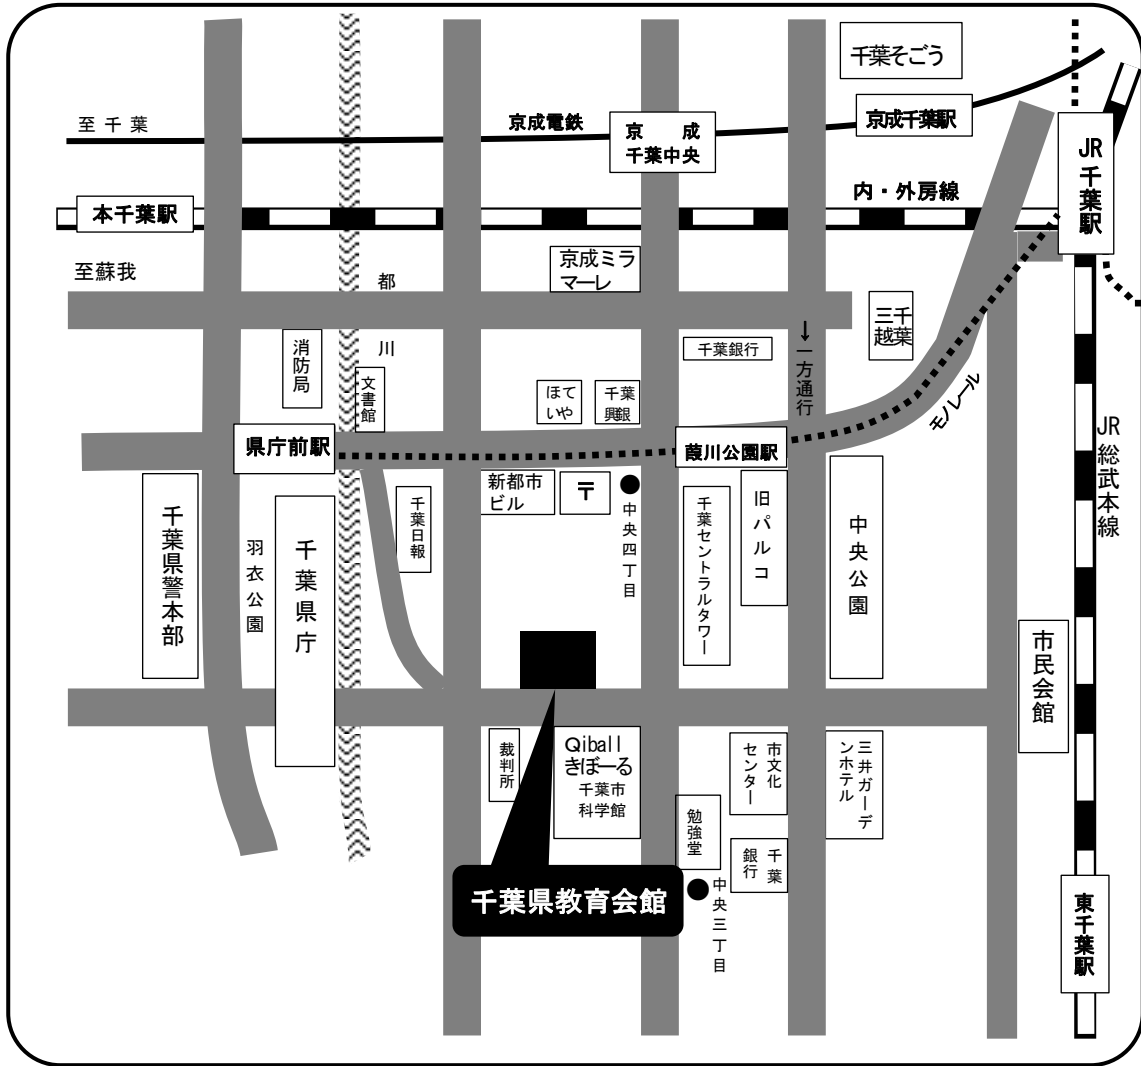 千葉そごう
至 千 葉
京成電鉄
京　成
千葉中央
京成千葉駅
JR
千葉駅
本千葉駅
内・外房線
至蘇我
都川
京成ミラ
マーレ
三越
千葉
消防局
文書館
ほてい
いや
千葉
興銀
千葉銀行
↓一方通行
モノレール
県庁前駅
葭川公園駅
JR総武本線
千葉県警本部
羽衣公園
千葉県庁
千葉日報
新都市
ビル
〒
中央四丁目
千葉セントラルタワー
旧パルコ
中央公園
市民会館
裁判所
Qiball
きぼーる
千葉市
科学館
市文化
センター
三井ガーデ
ンホテル
勉強堂
千葉
銀行
千葉県教育会館
中央三丁目
東千葉駅